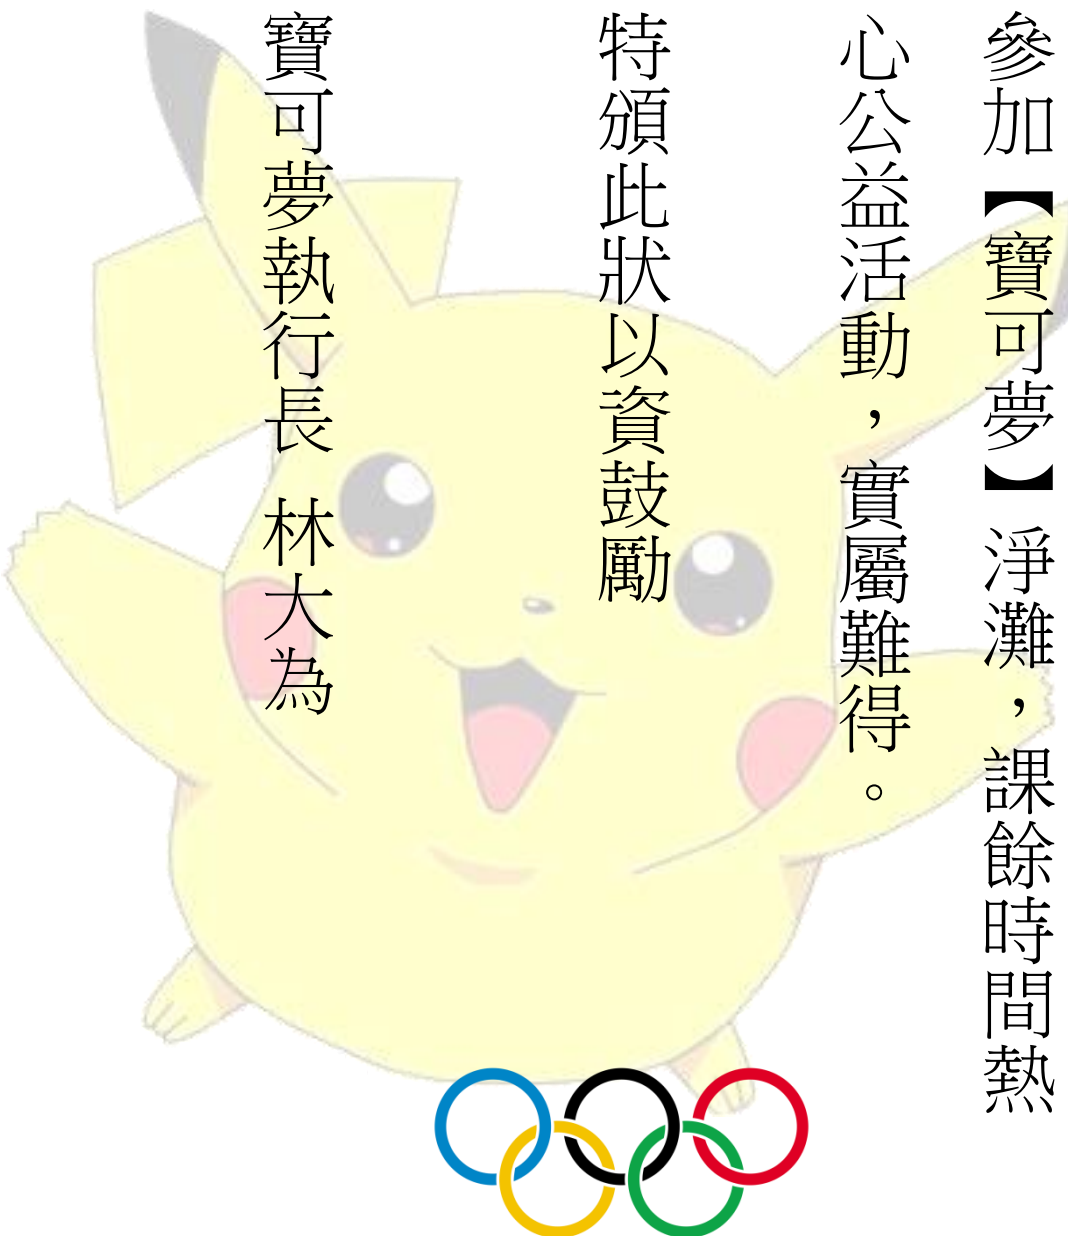 參加【寶可夢】淨灘，課餘時間熱
心公益活動，實屬難得。
特頒此狀以資鼓勵
寶可夢執行長 林大為